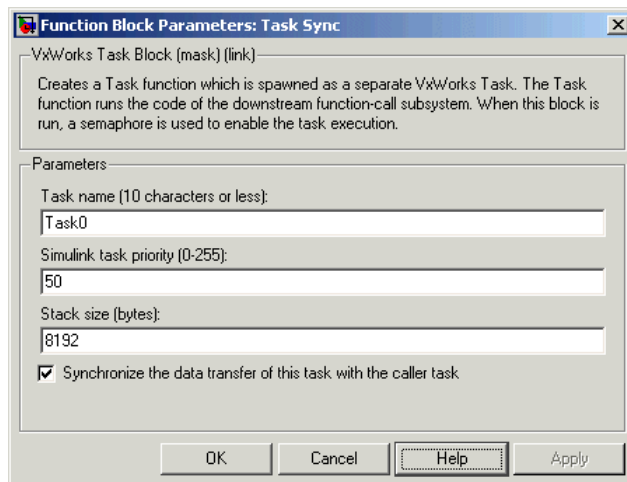 Function Block Parameters: Task Sync
VxWorks Task Block (mask) (link)
Creates a Task function which is spawned as a separate VxWorks Task. The Task
function runs the code of the downstream function-call subsystem. When this block is
run, a semaphore is used to enable the task execution.
Parameters
Task name (10 characters or less):
Task0
Simulink task priority (0-255):
50
Stack size (bytes):
8192
Synchronize the data transfer of this task with the caller task
OK Cancel Help Apply